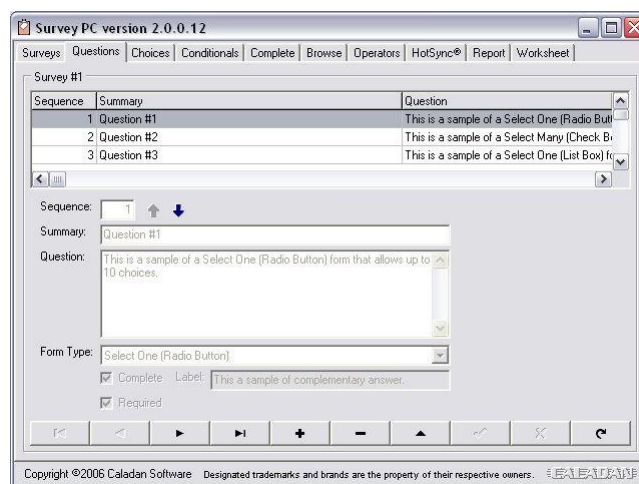 Survey PC version 2.0.0.12
Surveys Questions Choices Conditionals Complete Browse Operators HotSync® Report Worksheet
Survey #1
Sequence Summary Question
1 Question #1 This is a sample of a Select One (Radio Butt
2 Question #2 This is a sample of a Select Many (Check Bo
3 Question #3 This is a sample of a Select One (List Box) fo
Sequence: 1
Summary: Question #1
Question: This is a sample of a Select One (Radio Button) form that allows up to
10 choices.
Form Type: Select One (Radio Button)
Complete Label: This a sample of complementary answer.
Required
Copyright ©2006 Caladan Software Designated trademarks and brands are the property of their respective owners. CALADAN